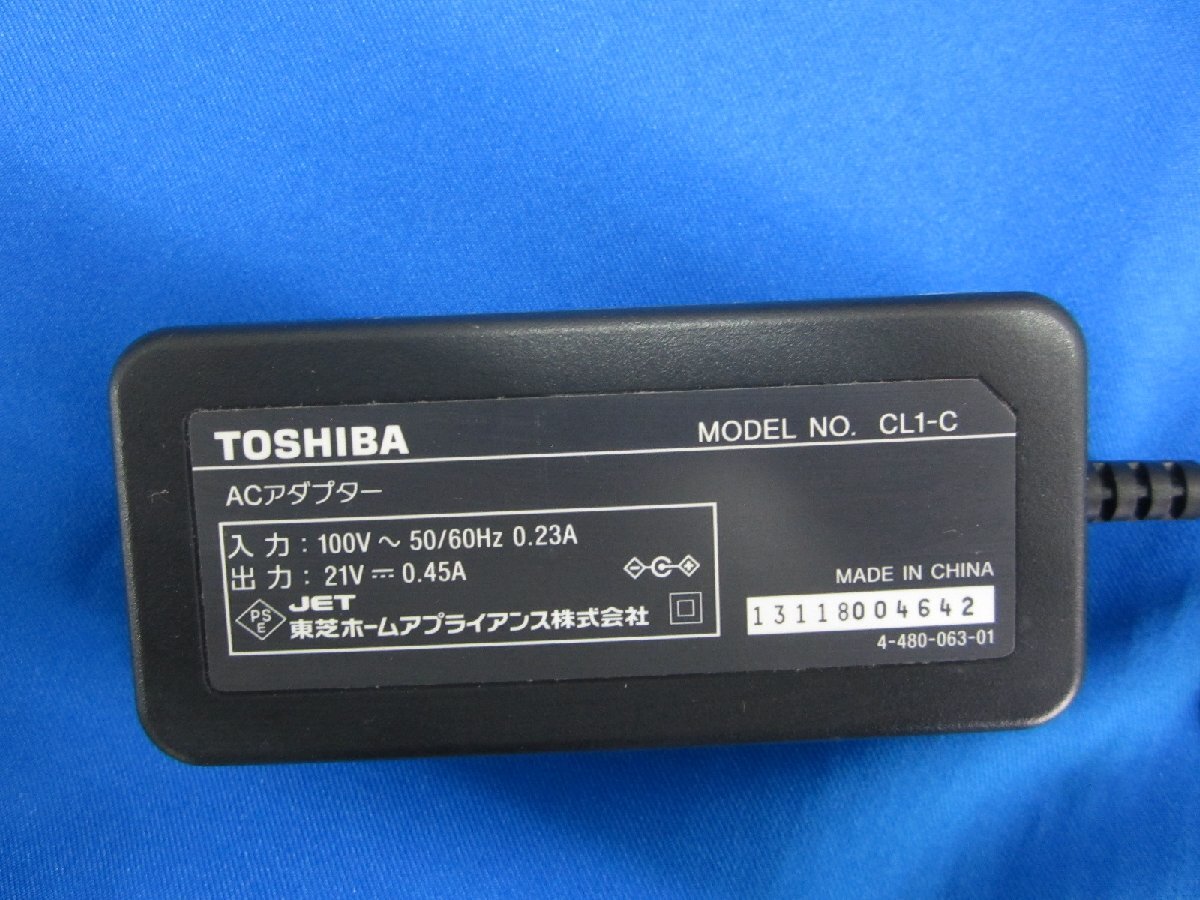 TOSHIBA
MODEL NO. CL1-C
ACアダプター
入力：100V～50/60Hz 0.23A
出力：21V⎓0.45A
PSE
JET
東芝ホームアプライアンス株式会社
MADE IN CHINA
13118004642
4-480-063-01